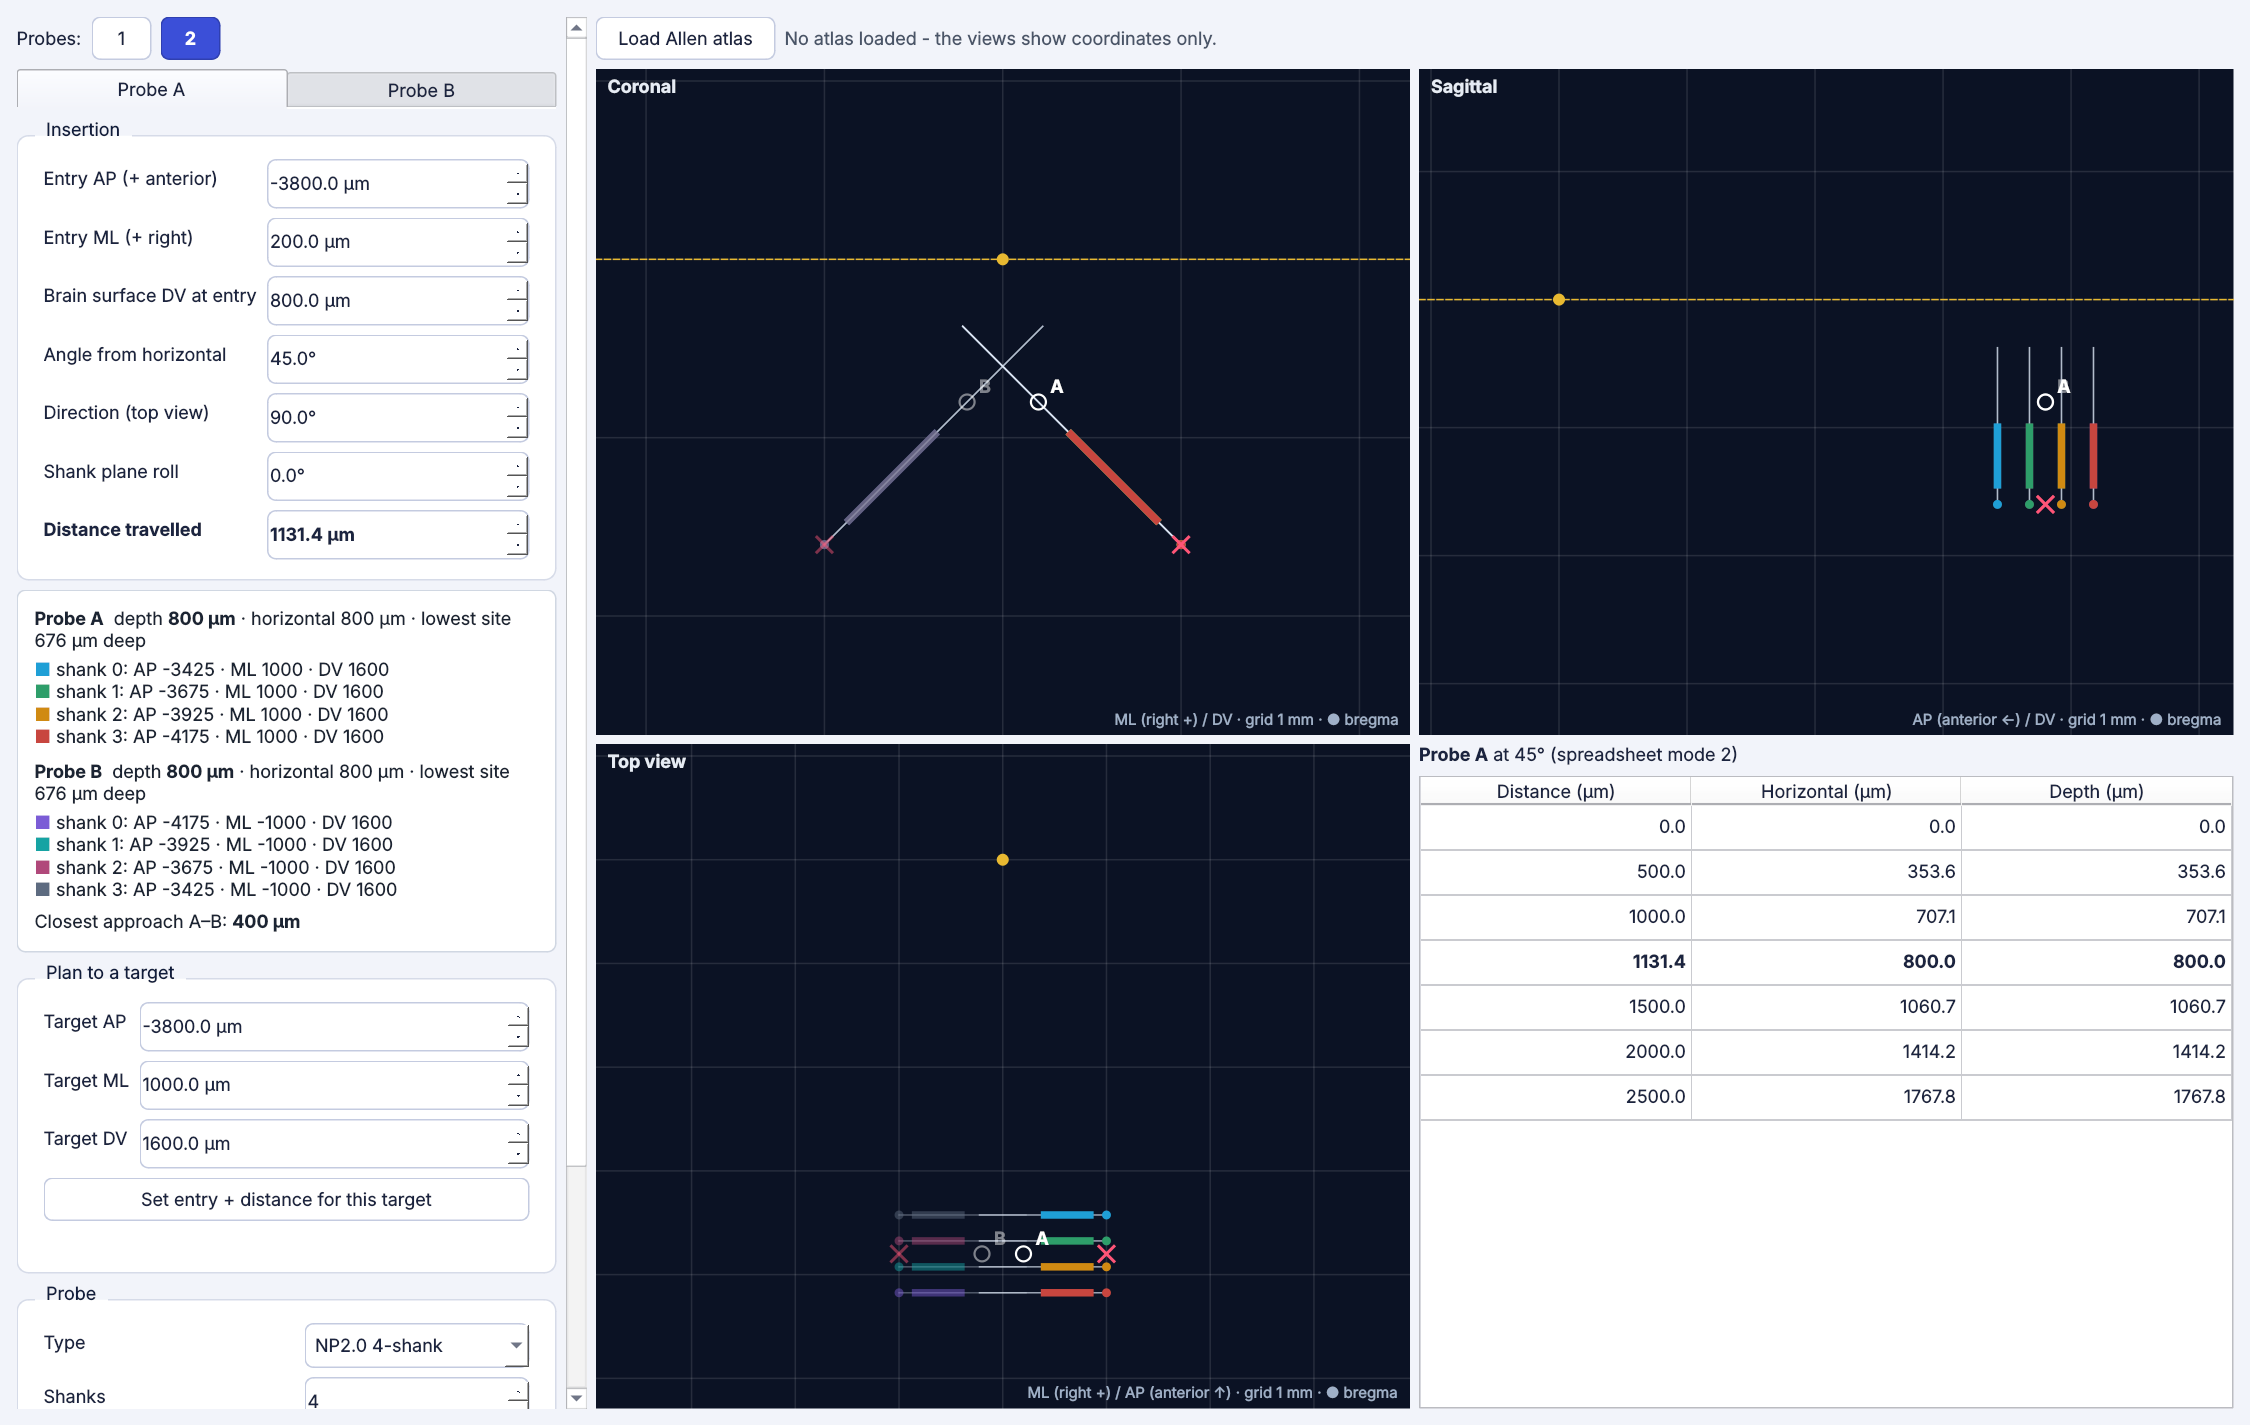 Probes:
1
2
Probe A
Probe B
Insertion
Entry AP (+ anterior)
-3800.0 µm
Entry ML (+ right)
200.0 µm
Brain surface DV at entry
800.0 µm
Angle from horizontal
45.0°
Direction (top view)
90.0°
Shank plane roll
0.0°
Distance travelled
1131.4 µm
Probe A depth 800 µm · horizontal 800 µm · lowest site
676 µm deep
shank 0: AP -3425 · ML 1000 · DV 1600
shank 1: AP -3675 · ML 1000 · DV 1600
shank 2: AP -3925 · ML 1000 · DV 1600
shank 3: AP -4175 · ML 1000 · DV 1600
Probe B depth 800 µm · horizontal 800 µm · lowest site
676 µm deep
shank 0: AP -4175 · ML -1000 · DV 1600
shank 1: AP -3925 · ML -1000 · DV 1600
shank 2: AP -3675 · ML -1000 · DV 1600
shank 3: AP -3425 · ML -1000 · DV 1600
Closest approach A–B: 400 µm
Plan to a target
Target AP
-3800.0 µm
Target ML
1000.0 µm
Target DV
1600.0 µm
Set entry + distance for this target
Probe
Type
NP2.0 4-shank
Shanks
4
Load Allen atlas
No atlas loaded - the views show coordinates only.
Coronal
B
A
ML (right +) / DV · grid 1 mm · ● bregma
Sagittal
A
AP (anterior ←) / DV · grid 1 mm · ● bregma
Top view
B
A
ML (right +) / AP (anterior ↑) · grid 1 mm · ● bregma
Probe A at 45° (spreadsheet mode 2)
Distance (µm) Horizontal (µm) Depth (µm)
0.0 0.0 0.0
500.0 353.6 353.6
1000.0 707.1 707.1
1131.4 800.0 800.0
1500.0 1060.7 1060.7
2000.0 1414.2 1414.2
2500.0 1767.8 1767.8